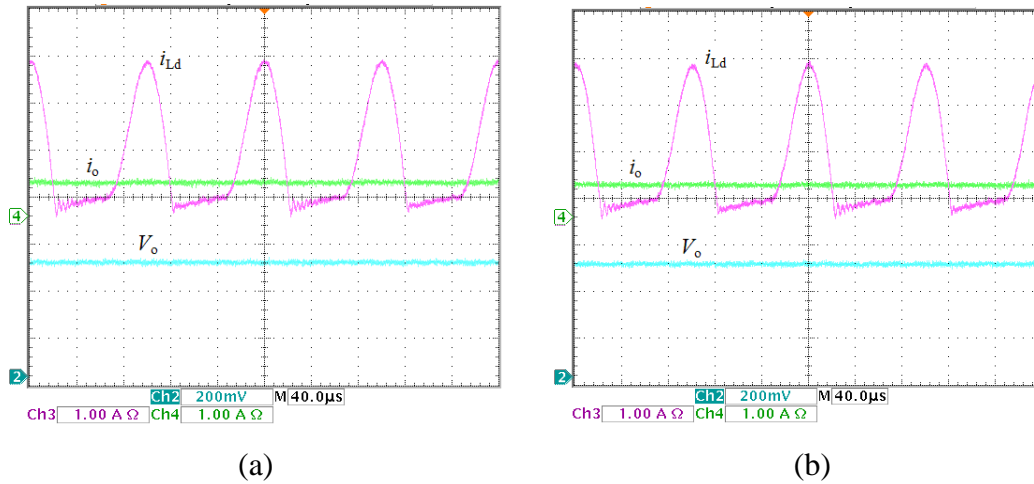 iLd
io
4
Vo
2
Ch2 200mV M 40.0µs
Ch3 1.00 A Ω Ch4 1.00 A Ω
(a)
iLd
io
4
Vo
2
Ch2 200mV M 40.0µs
Ch3 1.00 A Ω Ch4 1.00 A Ω
(b)